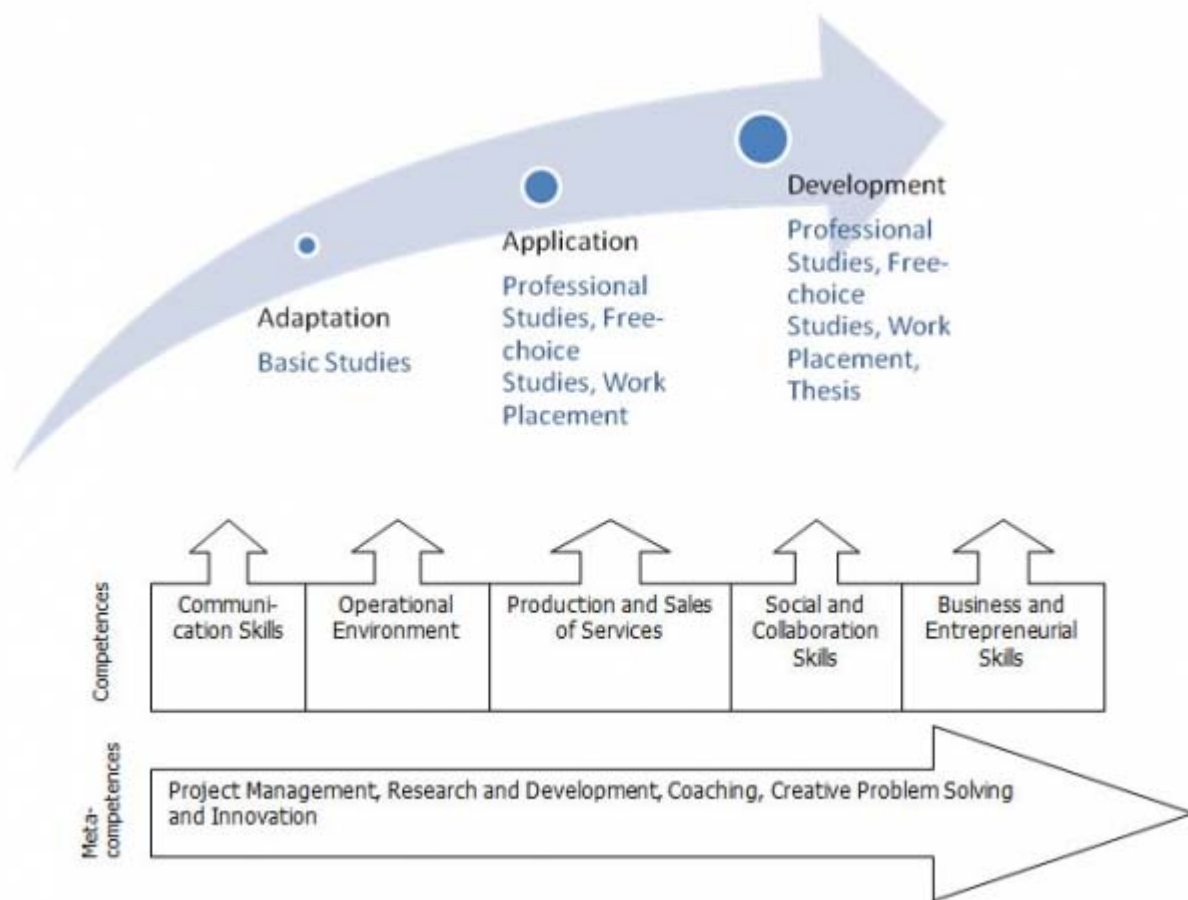 Development
Professional
Studies, Free-
choice
Studies, Work
Placement,
Thesis
Application
Professional
Studies, Free-
choice
Studies, Work
Placement
Adaptation
Basic Studies
Competences
Communi-
cation Skills
Operational
Environment
Production and Sales
of Services
Social and
Collaboration
Skills
Business and
Entrepreneurial
Skills
Meta-
competences
Project Management, Research and Development, Coaching, Creative Problem Solving
and Innovation